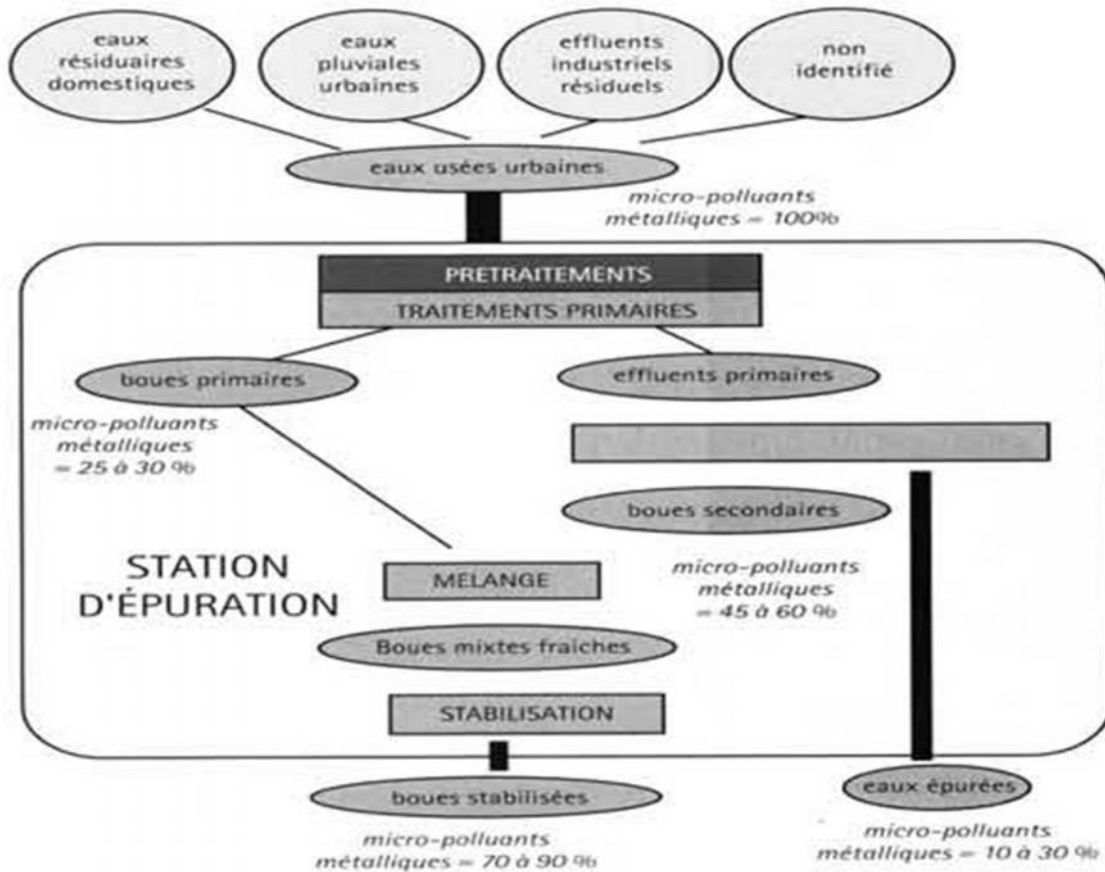 eaux
résiduaires
domestiques
eaux
pluviales
urbaines
effluents
industriels
résiduels
non
identifié
eaux usées urbaines
micro-polluants
métalliques = 100%
PRETRAITEMENTS
TRAITEMENTS PRIMAIRES
boues primaires
effluents primaires
micro-polluants
métalliques
= 25 à 30 %
boues secondaires
STATION
D'ÉPURATION
MELANGE
micro-polluants
métalliques
= 45 à 60 %
Boues mixtes fraîches
STABILISATION
boues stabilisées
eaux épurées
micro-polluants
métalliques = 70 à 90 %
micro-polluants
métalliques = 10 à 30 %